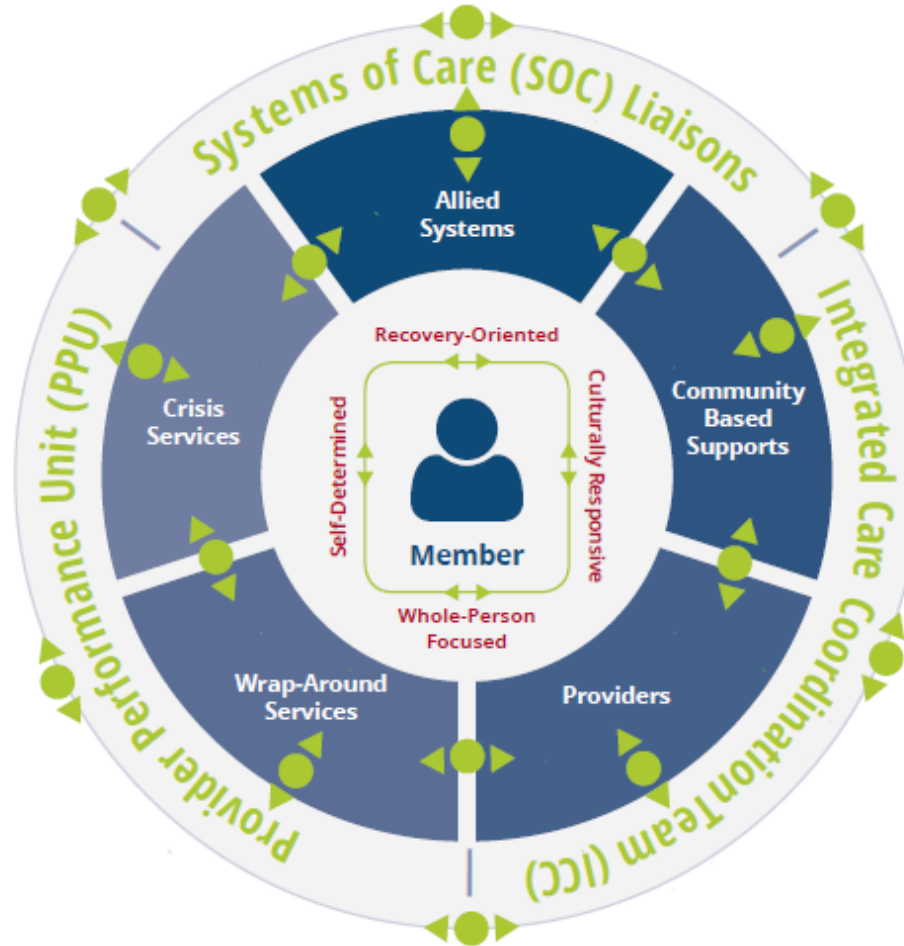 Systems of Care (SOC) Liaisons
Allied
Systems
Recovery-Oriented
Integrated Care Coordination Team (ICC)
Provider Performance Unit (PPU)
Crisis
Services
Community
Based
Supports
Self-Determined
Culturally Responsive
Member
Whole-Person
Focused
Wrap-Around
Services
Providers